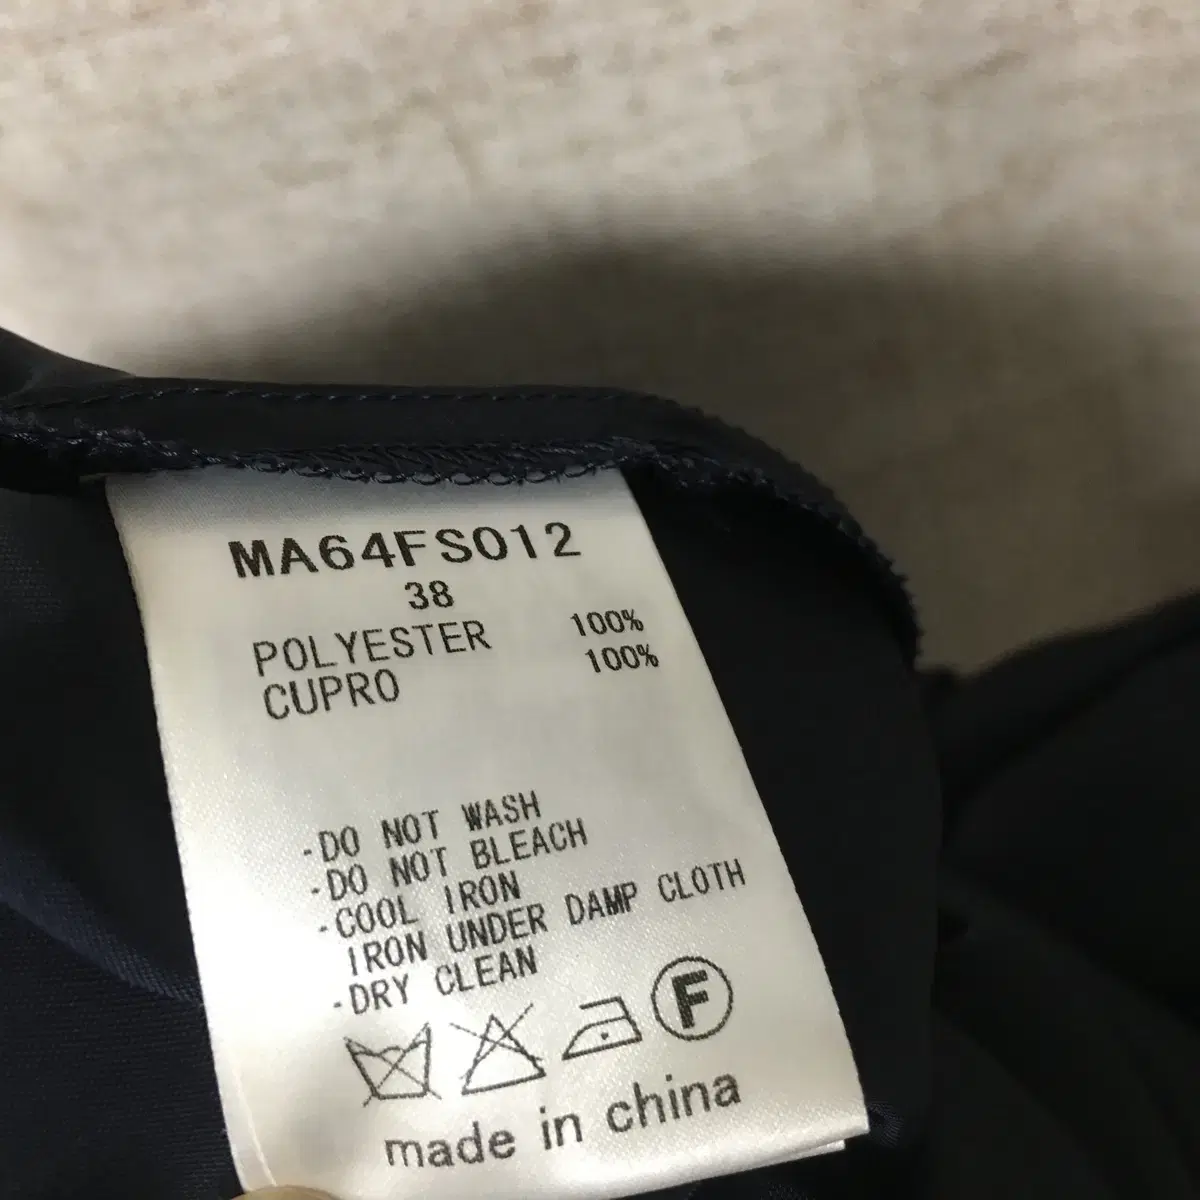 MA64FS012
38
POLYESTER 100%
CUPRO 100%
-DO NOT WASH
-DO NOT BLEACH
-COOL IRON
IRON UNDER DAMP CLOTH
-DRY CLEAN
F
made in china